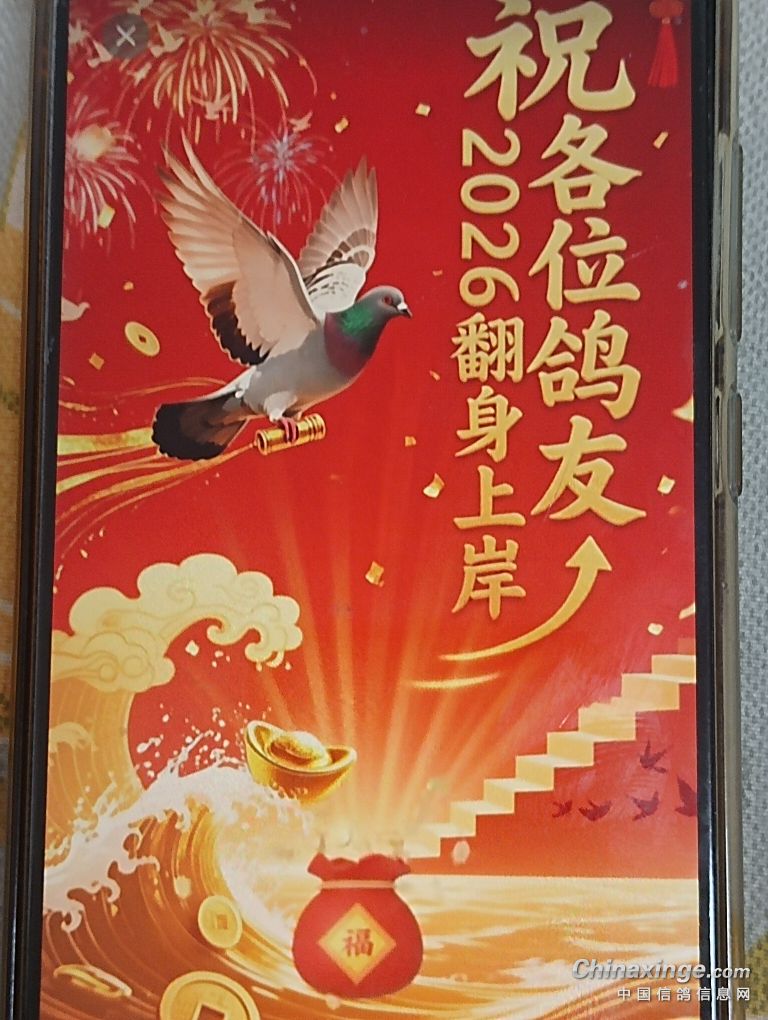 祝各位鸽友
2026翻身上岸
福
Chinaxinge.com
中国信鸽信息网